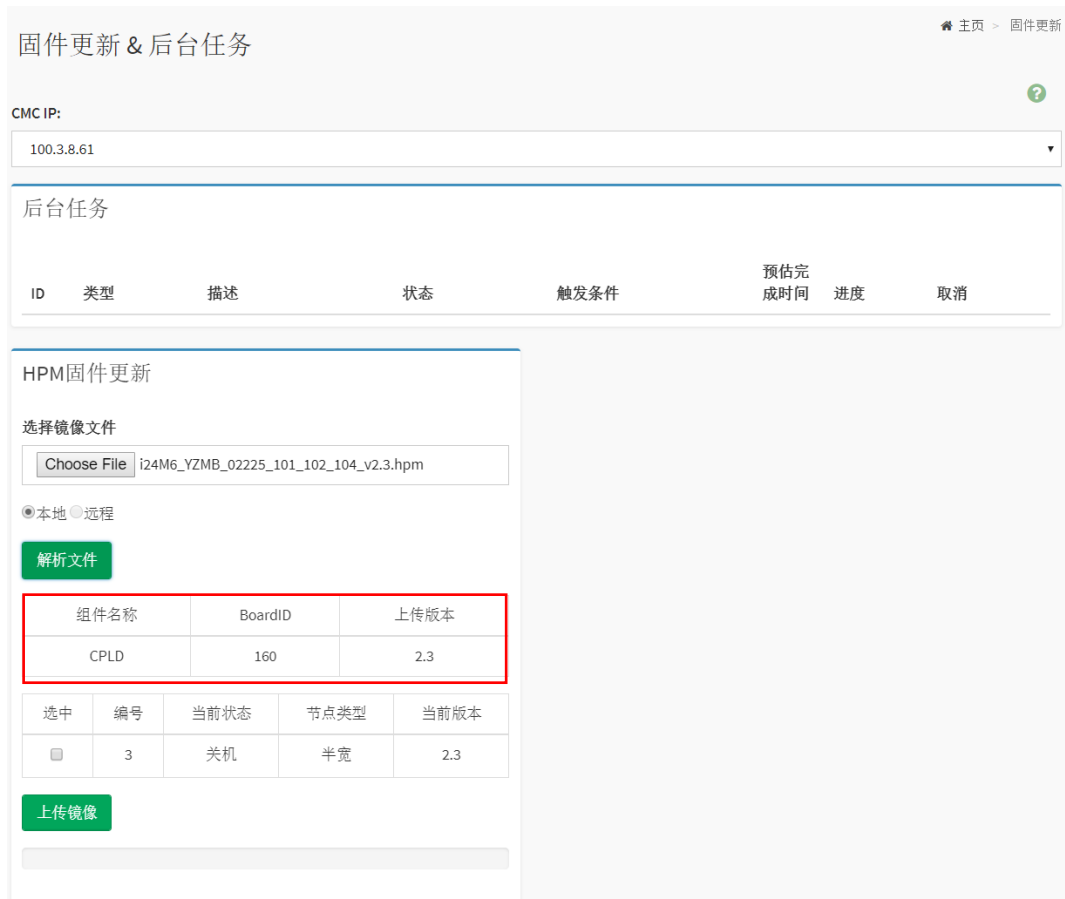 主页 > 固件更新
固件更新 & 后台任务
?
CMC IP:
100.3.8.61
后台任务
ID 类型 描述 状态 触发条件 预估完成时间 进度 取消
HPM固件更新
选择镜像文件
Choose File i24M6_YZMB_02225_101_102_104_v2.3.hpm
本地 远程
解析文件
组件名称 BoardID 上传版本
CPLD 160 2.3
选中 编号 当前状态 节点类型 当前版本
3 关机 半宽 2.3
上传镜像